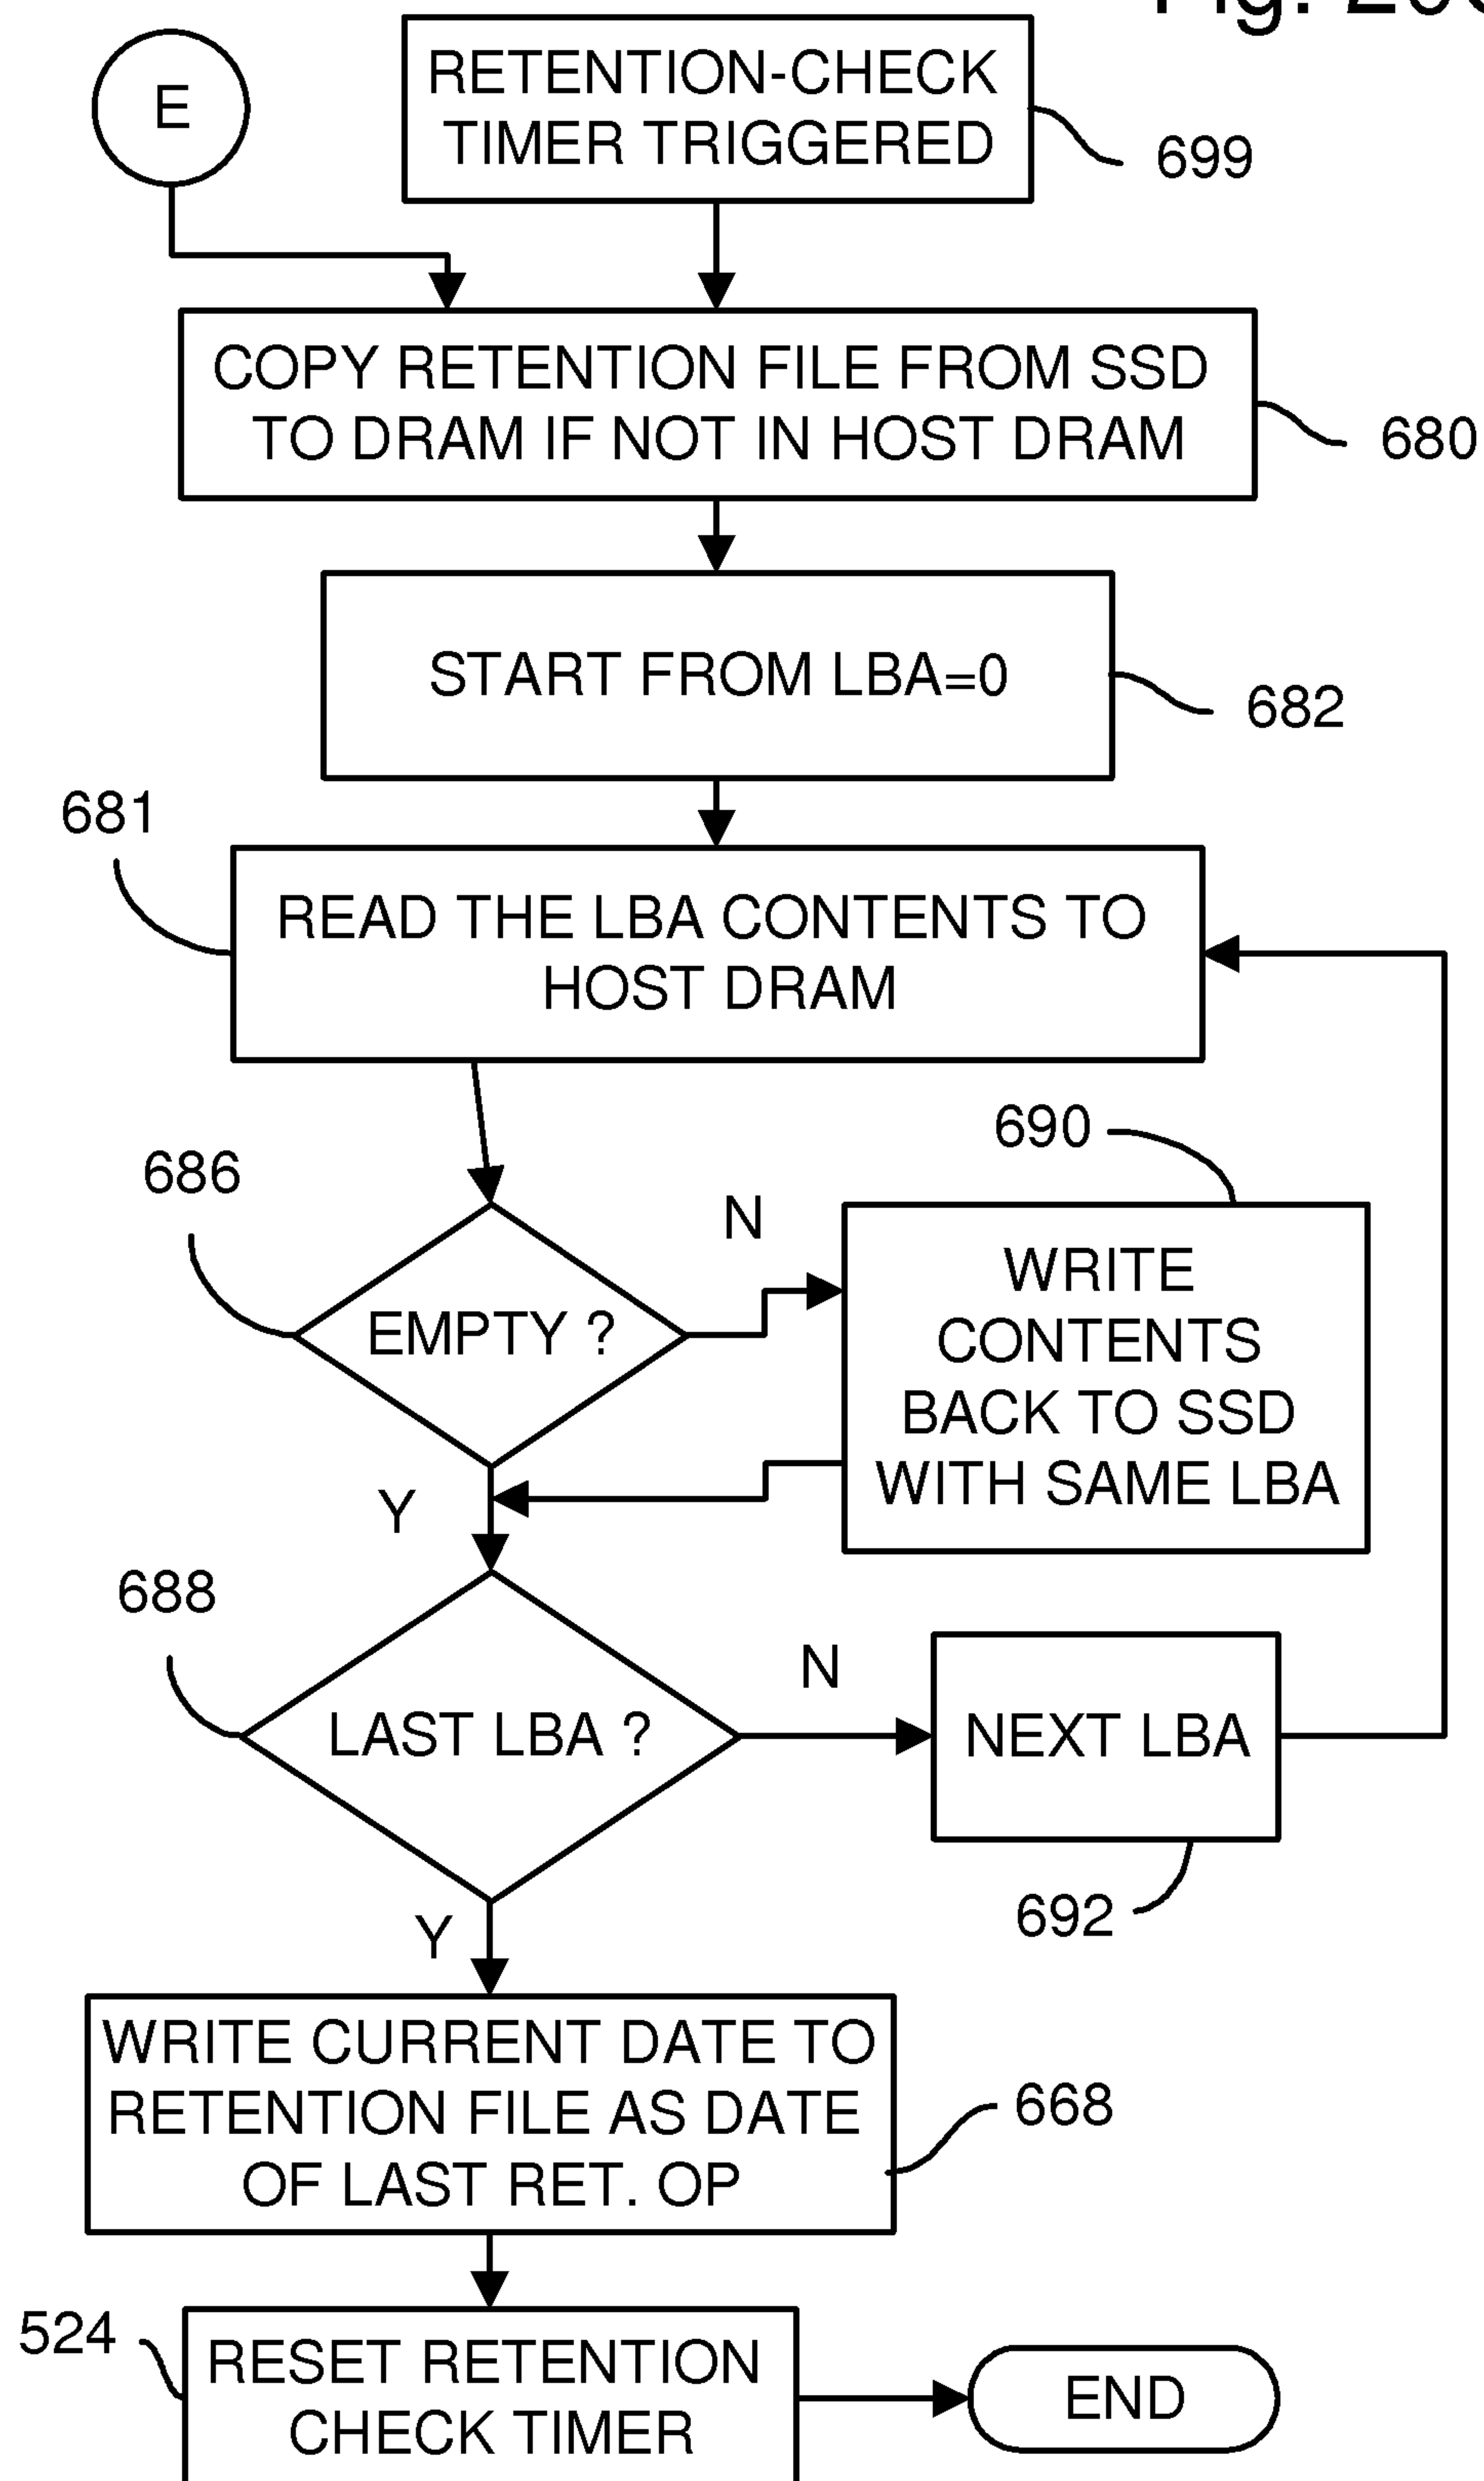 Fig.
E
RETENTION-CHECK
TIMER TRIGGERED
699
COPY RETENTION FILE FROM SSD
TO DRAM IF NOT IN HOST DRAM
680
START FROM LBA=0
682
681
READ THE LBA CONTENTS TO
HOST DRAM
690
686
N
EMPTY ?
WRITE
CONTENTS
BACK TO SSD
WITH SAME LBA
Y
688
N
LAST LBA ?
NEXT LBA
692
Y
WRITE CURRENT DATE TO
RETENTION FILE AS DATE
OF LAST RET. OP
668
524
RESET RETENTION
CHECK TIMER
END